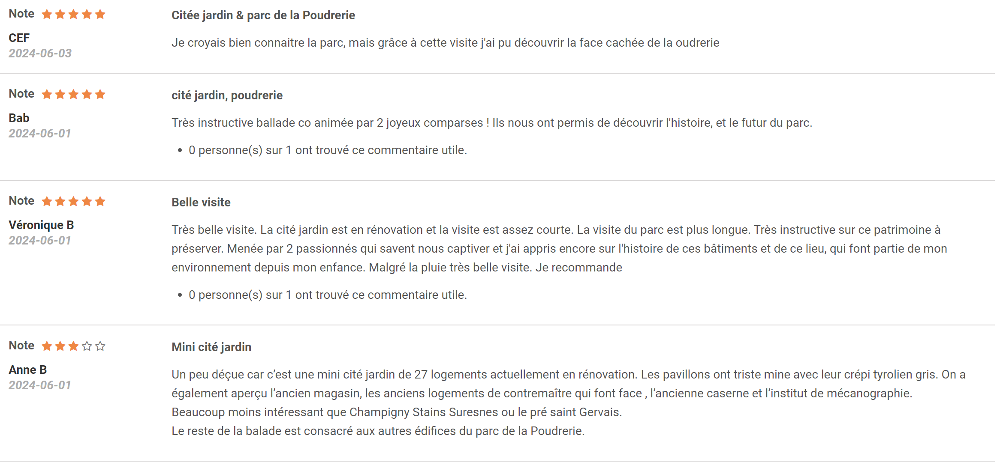 Note
Citée jardin & parc de la Poudrerie
CEF
2024-06-03
Je croyais bien connaitre la parc, mais grâce à cette visite j'ai pu découvrir la face cachée de la oudrerie
Note
cité jardin, poudrerie
Bab
2024-06-01
Très instructive ballade co animée par 2 joyeux comparses ! Ils nous ont permis de découvrir l'histoire, et le futur du parc.
• 0 personne(s) sur 1 ont trouvé ce commentaire utile.
Note
Belle visite
Véronique B
2024-06-01
Très belle visite. La cité jardin est en rénovation et la visite est assez courte. La visite du parc est plus longue. Très instructive sur ce patrimoine à
préserver. Menée par 2 passionnés qui savent nous captiver et j'ai appris encore sur l'histoire de ces bâtiments et de ce lieu, qui font partie de mon
environnement depuis mon enfance. Malgré la pluie très belle visite. Je recommande
• 0 personne(s) sur 1 ont trouvé ce commentaire utile.
Note
Mini cité jardin
Anne B
2024-06-01
Un peu déçue car c’est une mini cité jardin de 27 logements actuellement en rénovation. Les pavillons ont triste mine avec leur crépi tyrolien gris. On a
également aperçu l’ancien magasin, les anciens logements de contremaître qui font face , l’ancienne caserne et l’institut de mécanographie.
Beaucoup moins intéressant que Champigny Stains Suresnes ou le pré saint Gervais.
Le reste de la balade est consacré aux autres édifices du parc de la Poudrerie.